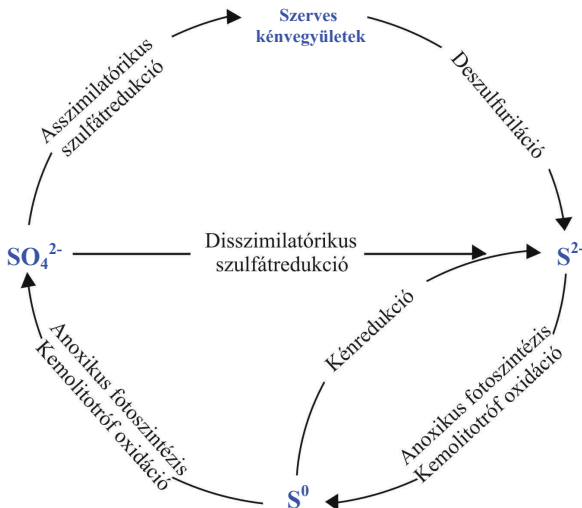 Szerves
kénvegyületek
Asszimilatórikus
szulfátredukció
Deszulfuriláció
SO₄²⁻
Disszimilatórikus
szulfátredukció
S²⁻
Kénredukció
Anoxikus fotoszintézis
Kemolitotróf oxidáció
Anoxikus fotoszintézis
Kemolitotróf oxidáció
S⁰